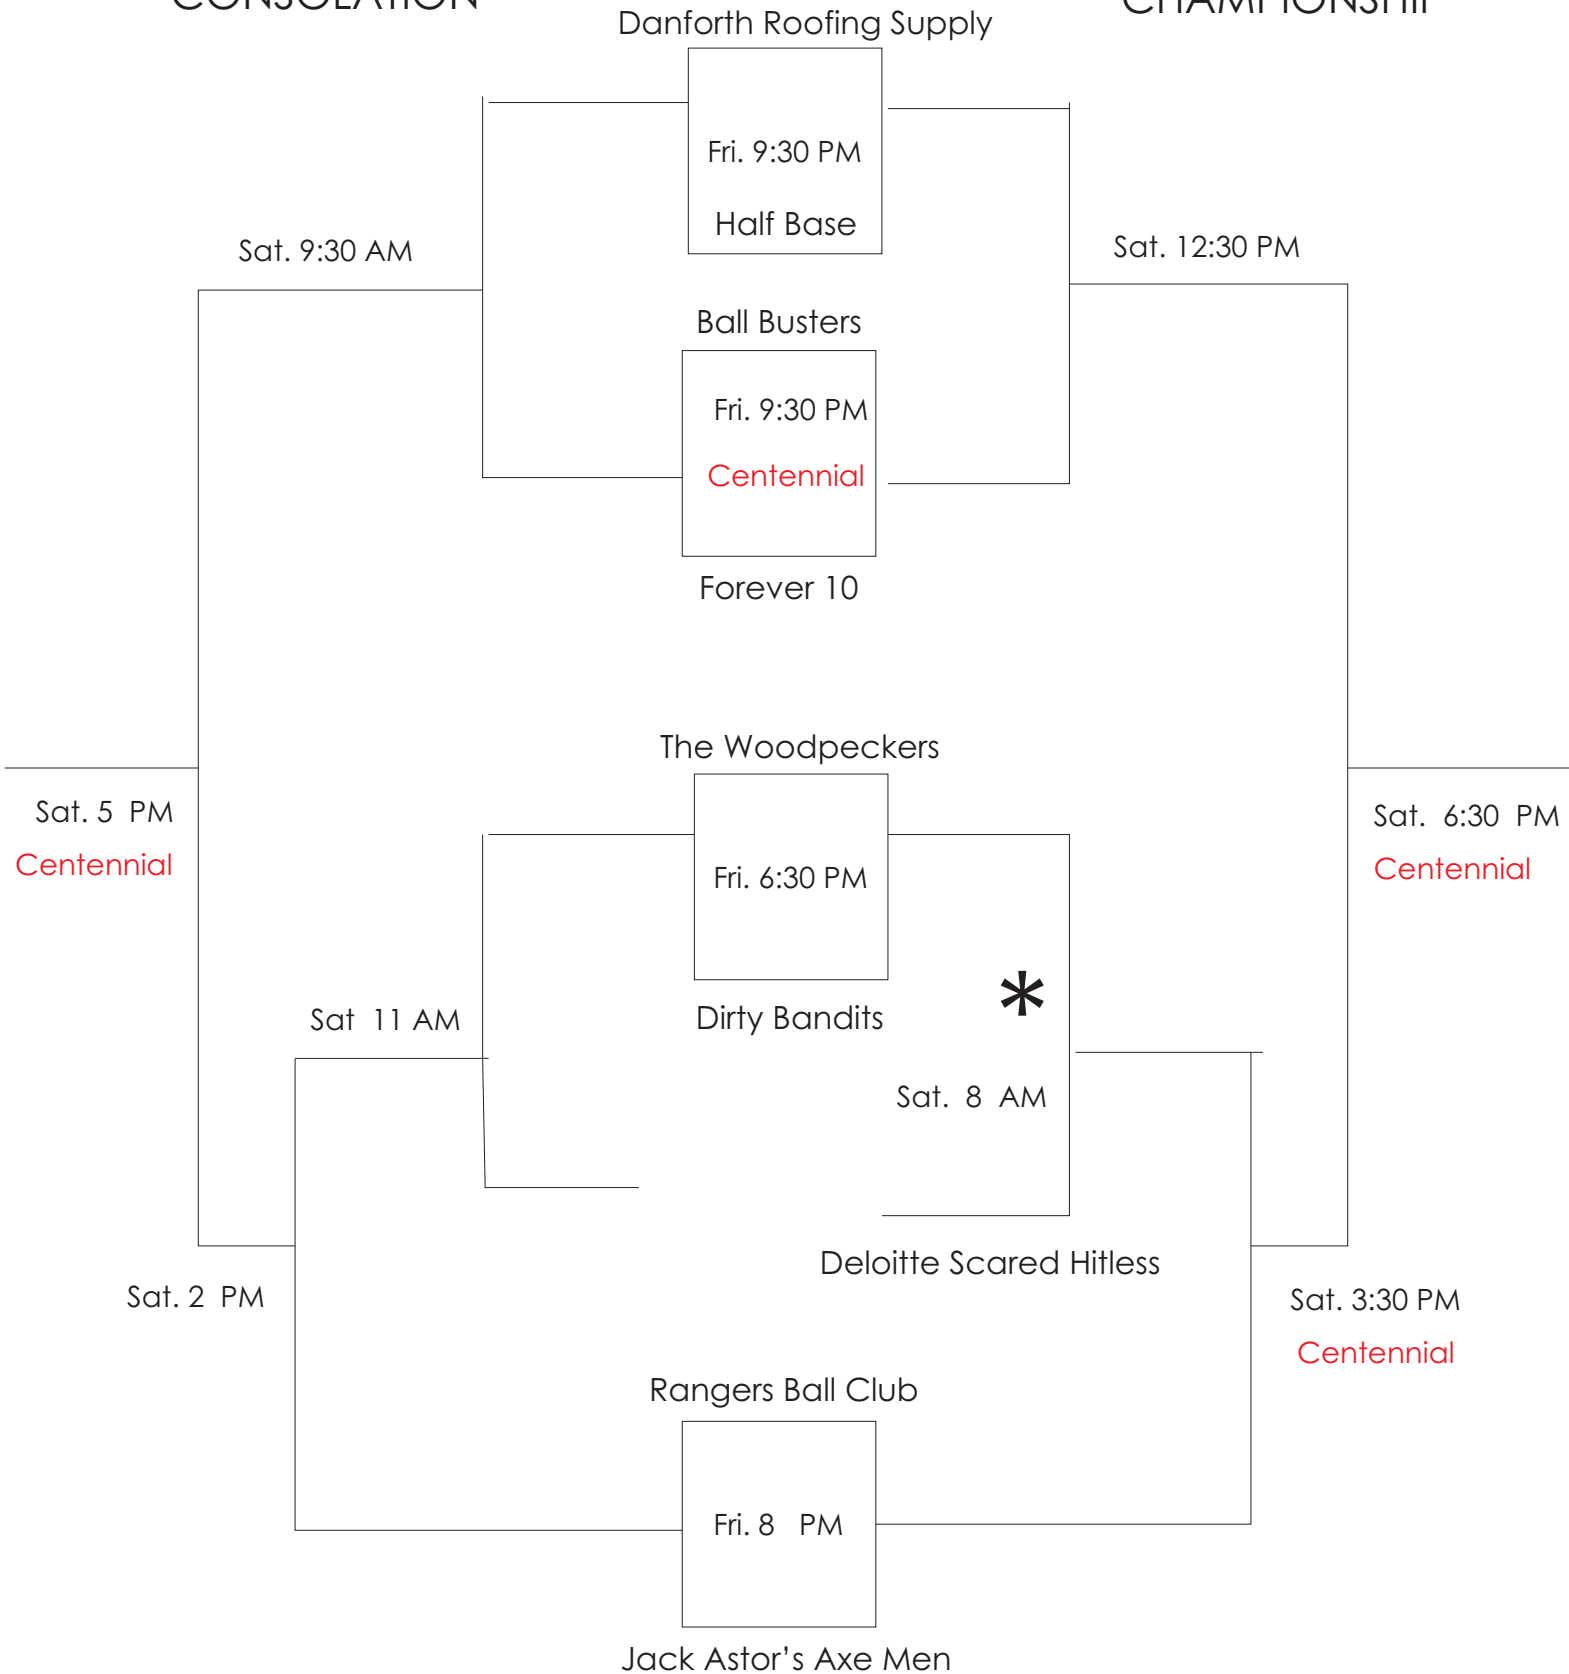 CONSOLATION
CHAMPIONSHIP
Danforth Roofing Supply
Fri. 9:30 PM
Half Base
Sat. 9:30 AM
Sat. 12:30 PM
Ball Busters
Fri. 9:30 PM
Centennial
Forever 10
The Woodpeckers
Sat. 5 PM
Centennial
Sat. 6:30 PM
Centennial
Fri. 6:30 PM
*
Sat 11 AM
Dirty Bandits
Sat. 8 AM
Deloitte Scared Hitless
Sat. 2 PM
Sat. 3:30 PM
Centennial
Rangers Ball Club
Fri. 8 PM
Jack Astor’s Axe Men